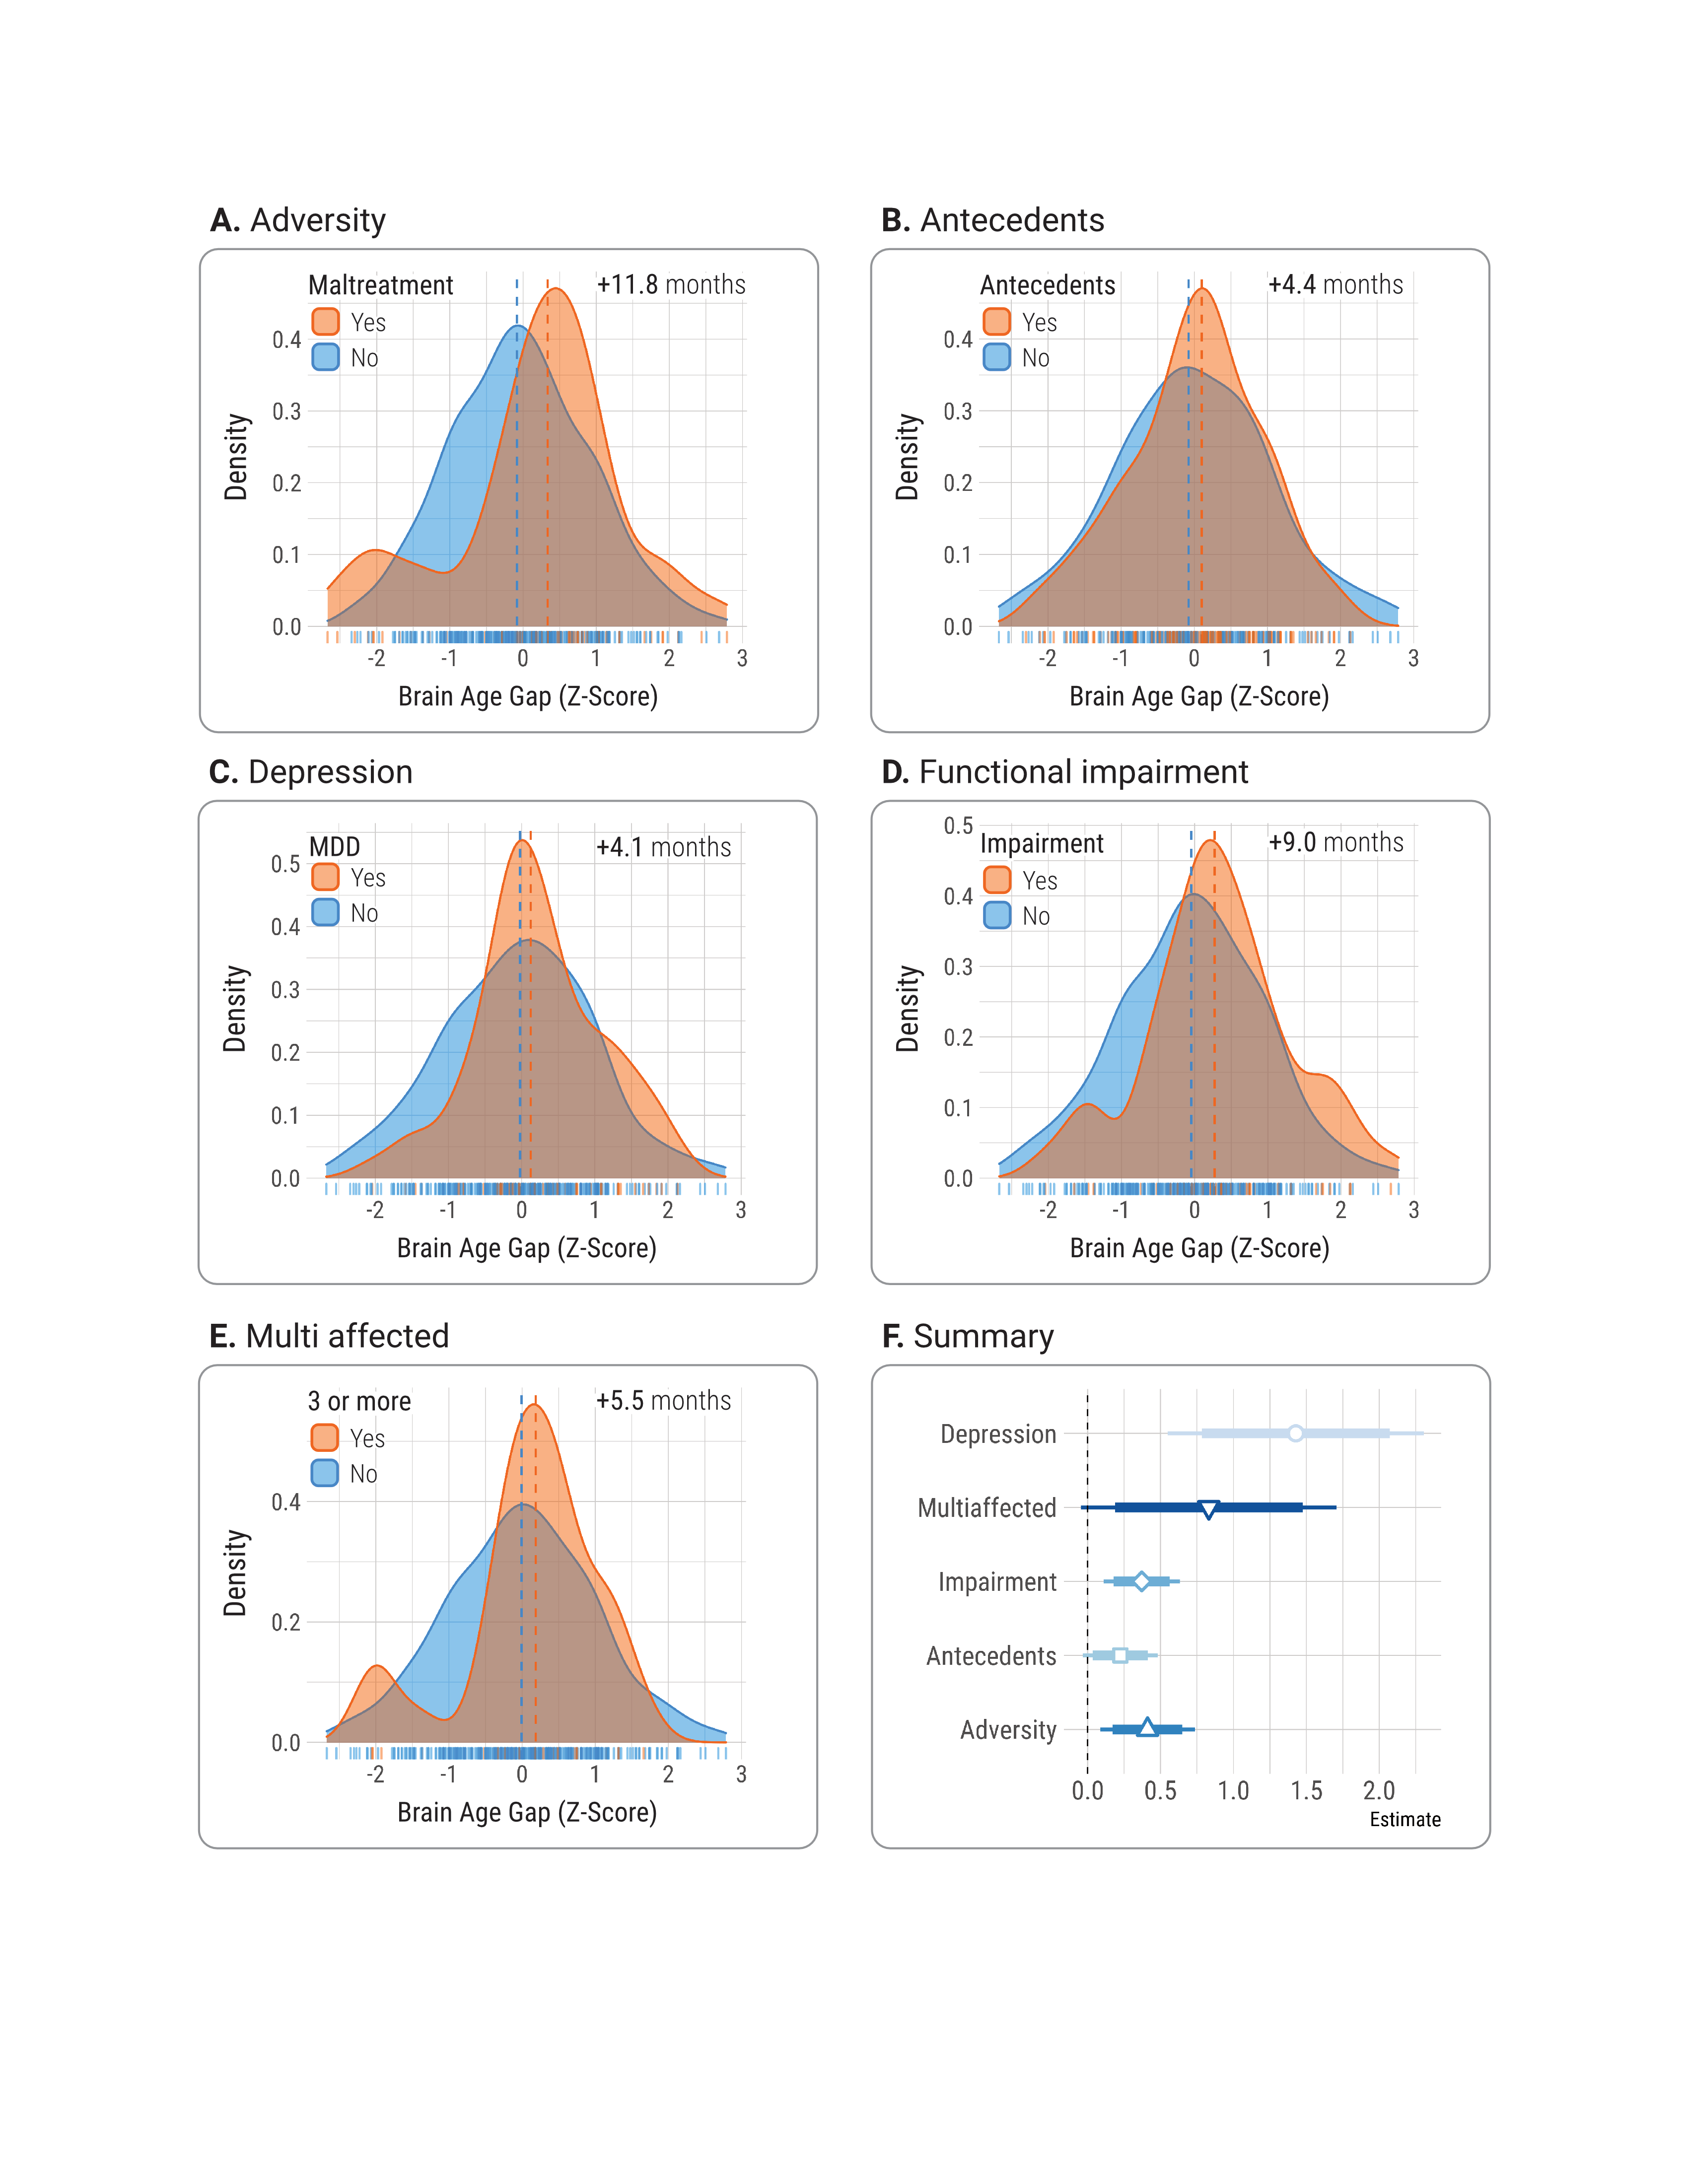 A. Adversity
Maltreatment
+11.8 months
Yes
No
0.4
0.3
0.2
0.1
0.0
Density
-2 -1 0 1 2 3
Brain Age Gap (Z-Score)
B. Antecedents
Antecedents
+4.4 months
Yes
No
0.4
0.3
0.2
0.1
0.0
Density
-2 -1 0 1 2 3
Brain Age Gap (Z-Score)
C. Depression
MDD
+4.1 months
Yes
No
0.5
0.4
0.3
0.2
0.1
0.0
Density
-2 -1 0 1 2 3
Brain Age Gap (Z-Score)
D. Functional impairment
Impairment
+9.0 months
Yes
No
0.5
0.4
0.3
0.2
0.1
0.0
Density
-2 -1 0 1 2 3
Brain Age Gap (Z-Score)
E. Multi affected
3 or more
+5.5 months
Yes
No
0.4
0.2
0.0
Density
-2 -1 0 1 2 3
Brain Age Gap (Z-Score)
F. Summary
Depression
Multiaffected
Impairment
Antecedents
Adversity
0.0 0.5 1.0 1.5 2.0
Estimate